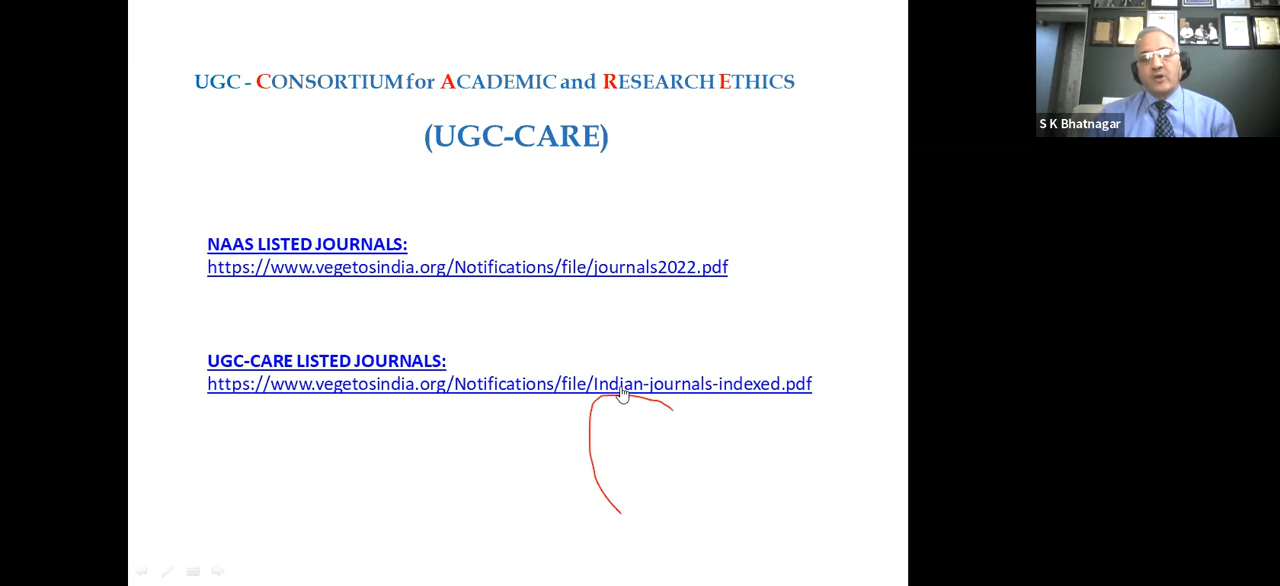 UGC - CONSORTIUM for ACADEMIC and RESEARCH ETHICS
(UGC-CARE)
NAAS LISTED JOURNALS:
https://www.vegetosindia.org/Notifications/file/journals2022.pdf
UGC-CARE LISTED JOURNALS:
https://www.vegetosindia.org/Notifications/file/Indian-journals-indexed.pdf
S K Bhatnagar